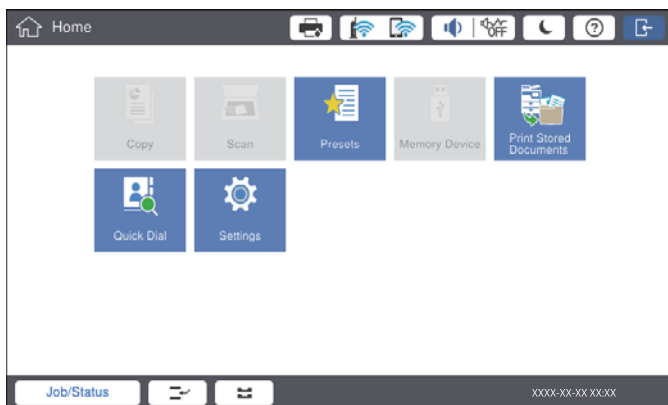 Home
OFF
Copy
Scan
Presets
Memory Device
Print Stored
Documents
Quick Dial
Settings
Job/Status
XXXX-XX-XX XX:XX